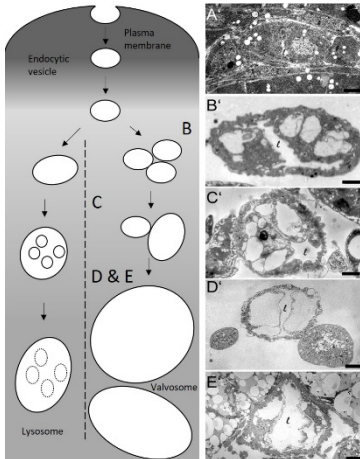 Plasma
membrane
Endocytic
vesicle
B
C
D & E
Valvosome
Lysosome
A
B'
t
C'
t
D'
t
E
t